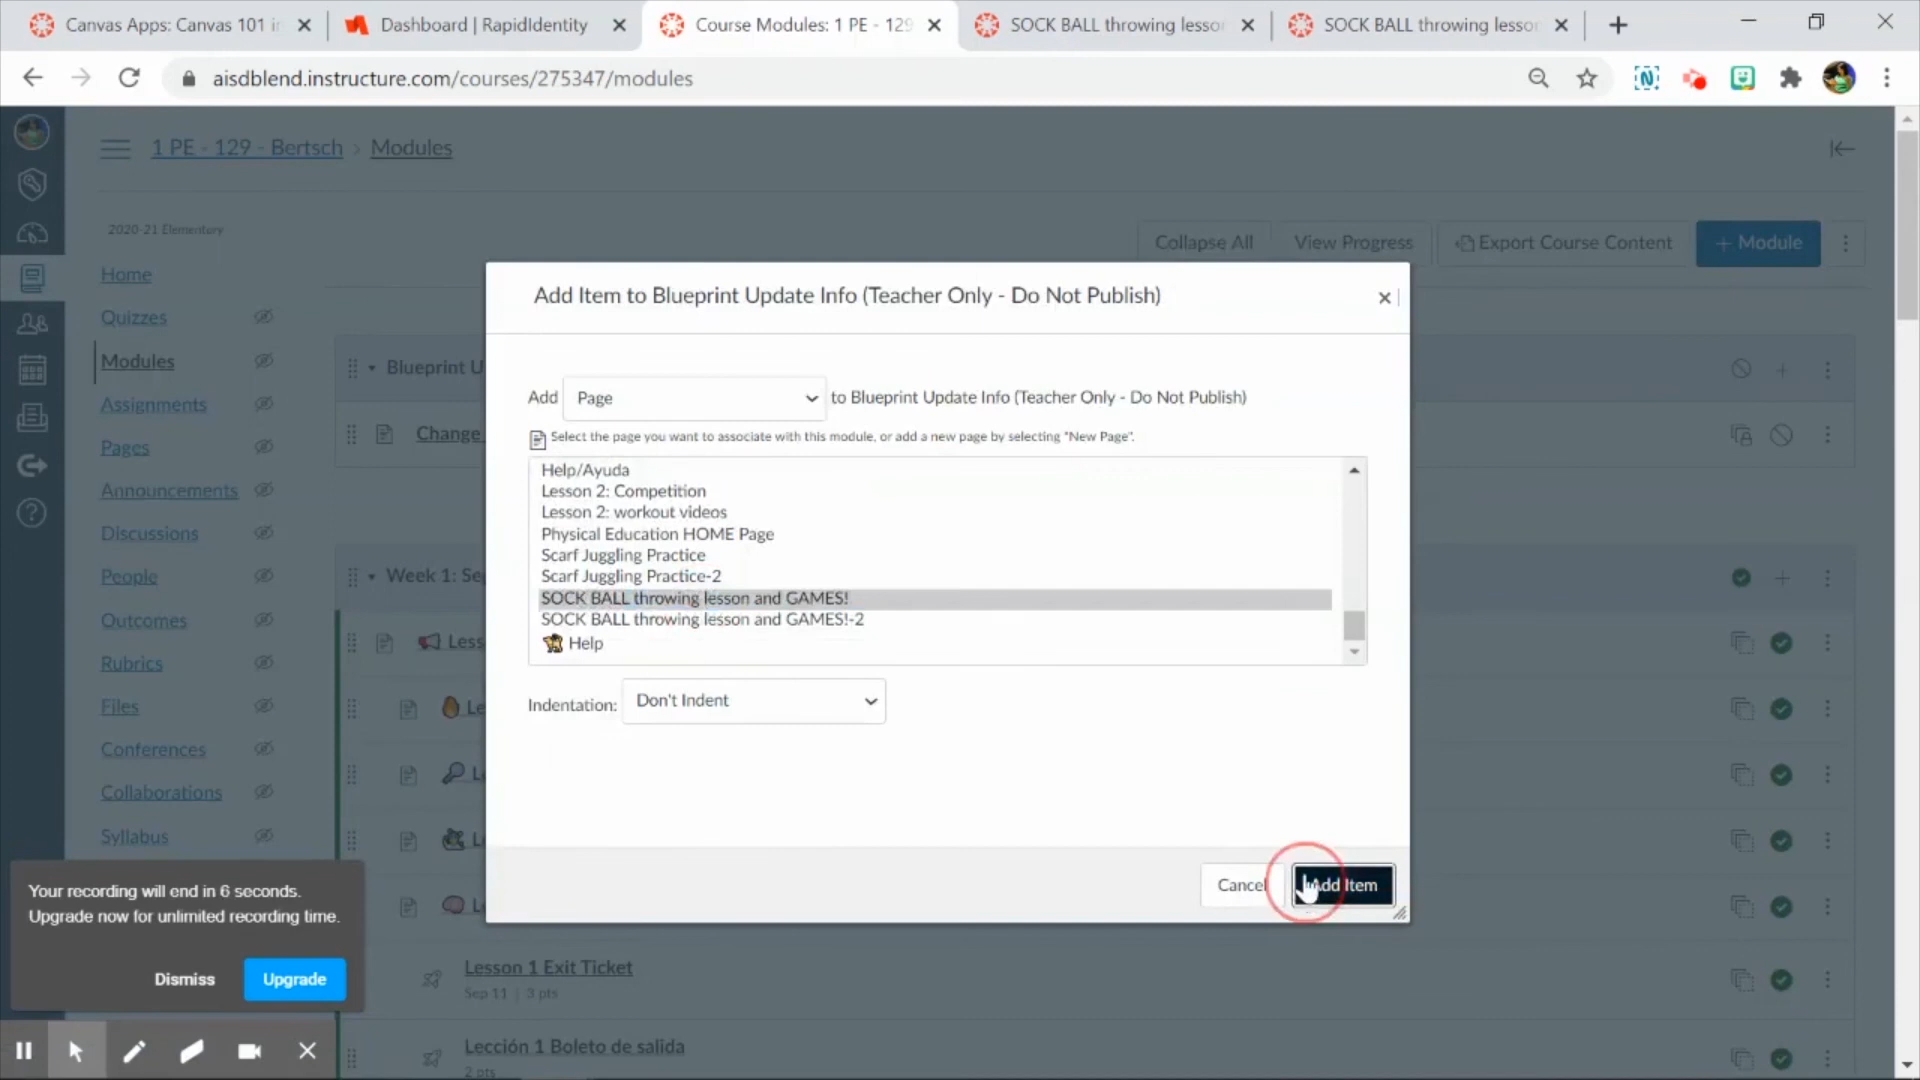 Canvas Apps: Canvas 101 i
Dashboard | RapidIdentity
Course Modules: 1 PE - 129
SOCK BALL throwing lesso
SOCK BALL throwing lesso
aisdblend.instructure.com/courses/275347/modules
1 PE - 129 - Bertsch > Modules
2020-21 Elementary
Collapse All
View Progress
Export Course Content
+ Module
Home
Quizzes
Modules
Assignments
Pages
Announcements
Discussions
People
Outcomes
Rubrics
Files
Conferences
Collaborations
Syllabus
Blueprint U
Change
Week 1: Se
Less
Le
L
L
L
Lesson 1 Exit Ticket
Sep 11 | 3 pts
Lección 1 Boleto de salida
2 pts
Add Item to Blueprint Update Info (Teacher Only - Do Not Publish)
Add Page to Blueprint Update Info (Teacher Only - Do Not Publish)
Select the page you want to associate with this module, or add a new page by selecting "New Page".
Help/Ayuda
Lesson 2: Competition
Lesson 2: workout videos
Physical Education HOME Page
Scarf Juggling Practice
Scarf Juggling Practice-2
SOCK BALL throwing lesson and GAMES!
SOCK BALL throwing lesson and GAMES!-2
Help
Indentation: Don't Indent
Cancel
Add Item
Your recording will end in 6 seconds.
Upgrade now for unlimited recording time.
Dismiss
Upgrade